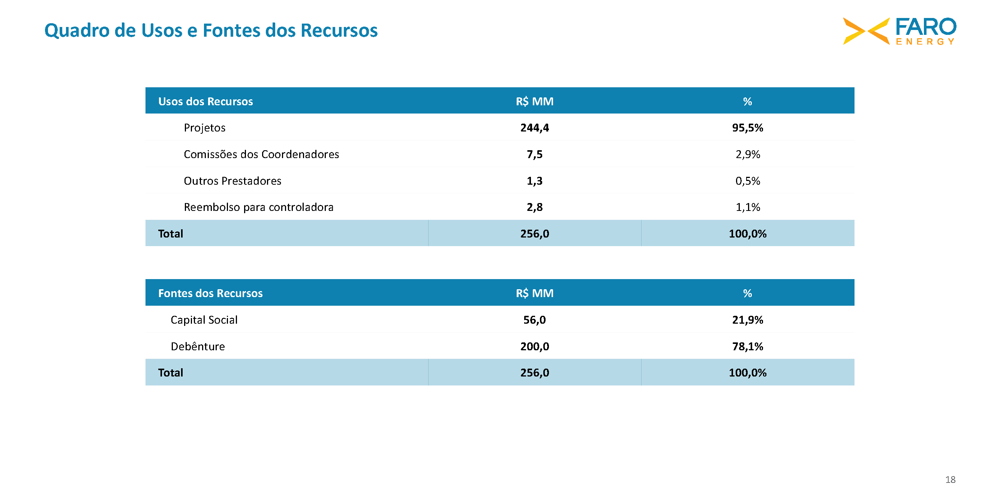 Quadro de Usos e Fontes dos Recursos
FARO
ENERGY
Usos dos Recursos R$ MM %
Projetos 244,4 95,5%
Comissões dos Coordenadores 7,5 2,9%
Outros Prestadores 1,3 0,5%
Reembolso para controladora 2,8 1,1%
Total 256,0 100,0%
Fontes dos Recursos R$ MM %
Capital Social 56,0 21,9%
Debênture 200,0 78,1%
Total 256,0 100,0%
18